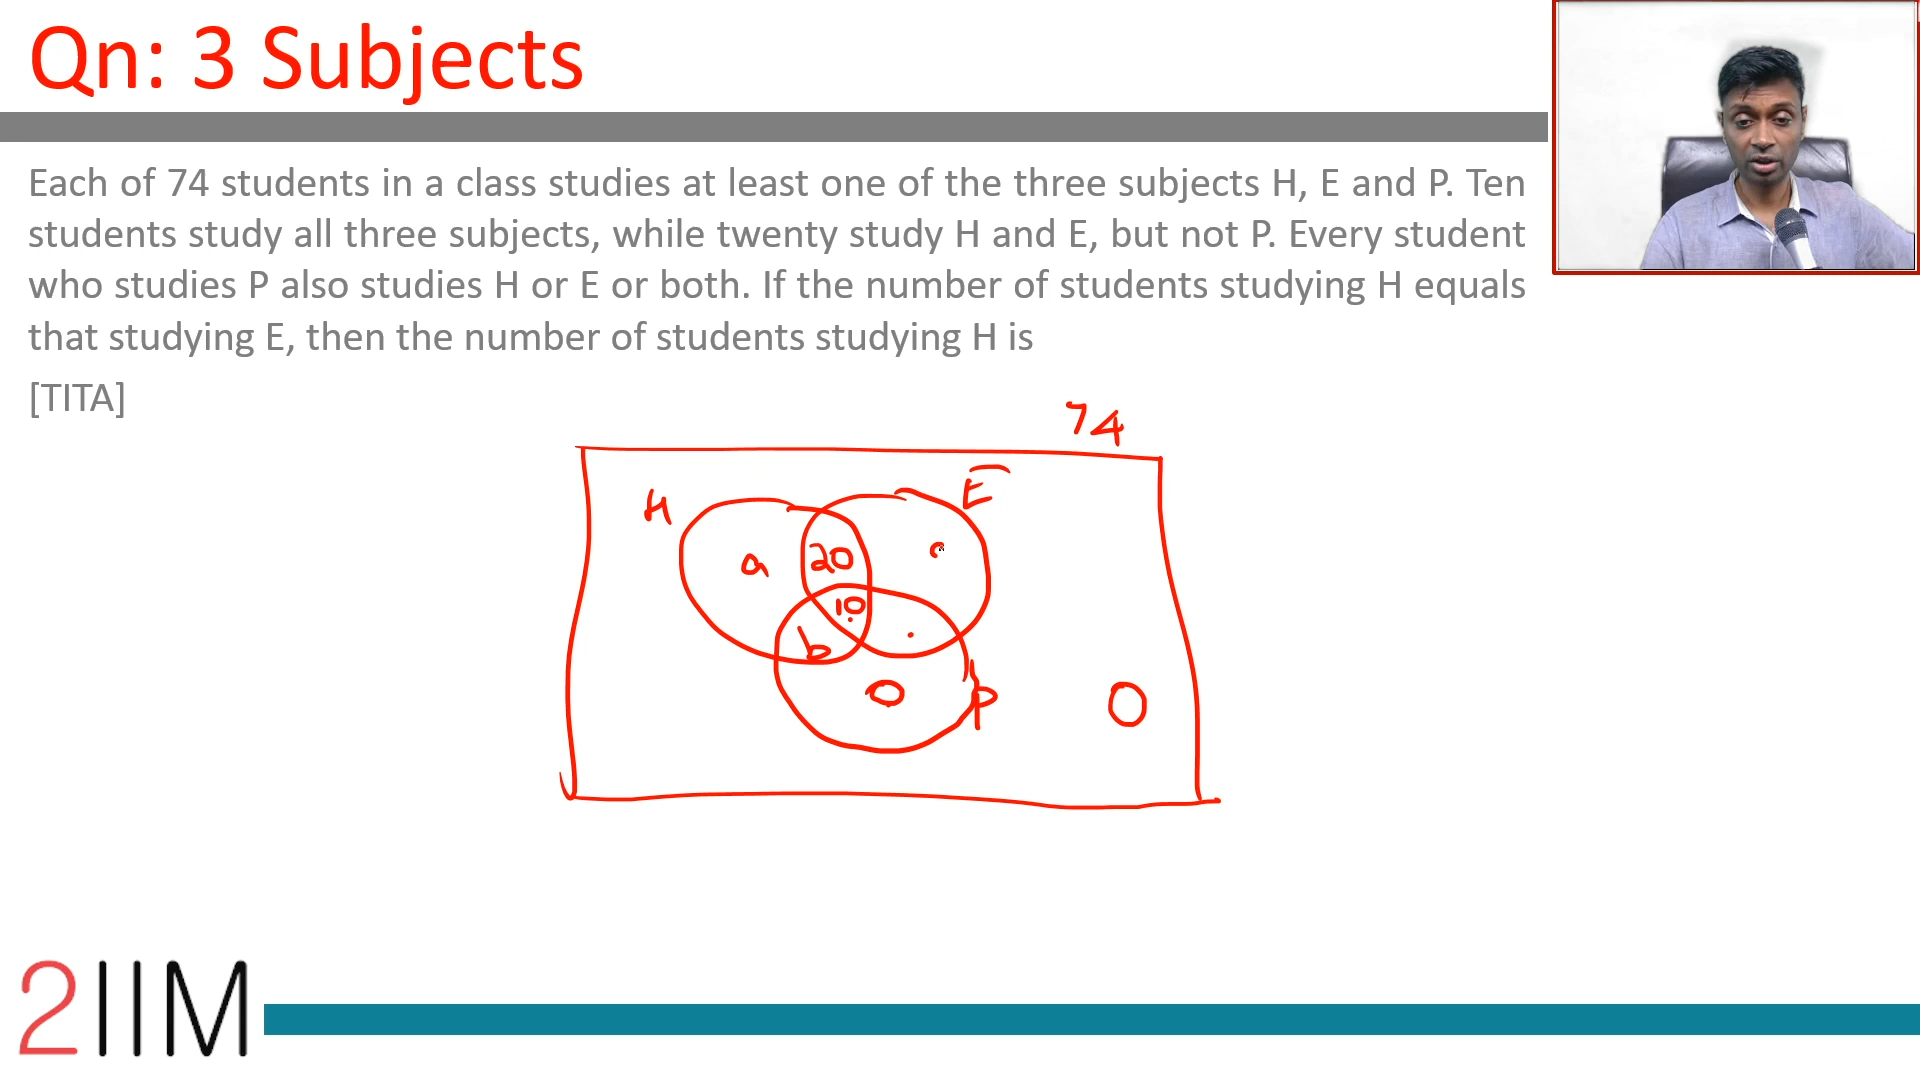 Qn: 3 Subjects
Each of 74 students in a class studies at least one of the three subjects H, E and P. Ten
students study all three subjects, while twenty study H and E, but not P. Every student
who studies P also studies H or E or both. If the number of students studying H equals
that studying E, then the number of students studying H is
[TITA]
74
H
E
a
20
10
b
0
P
0
2IIM